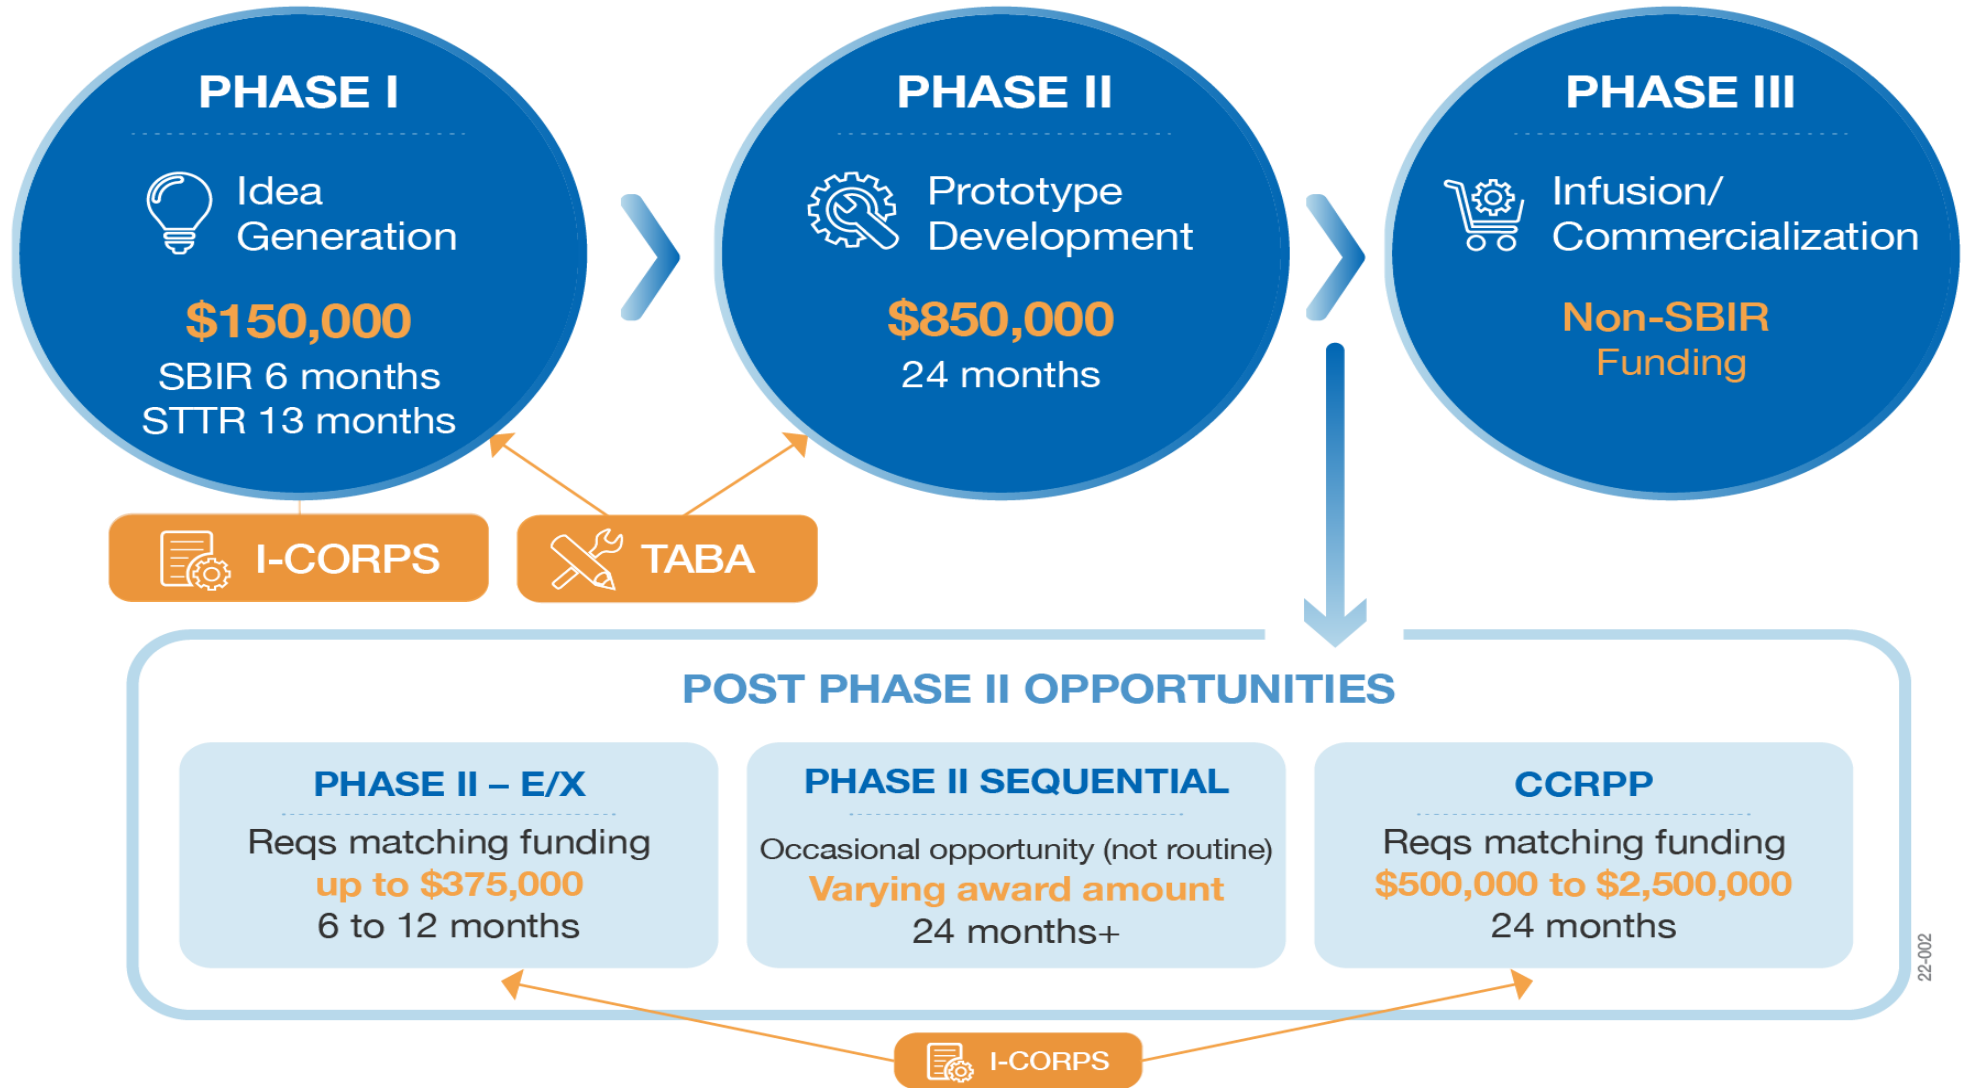 PHASE I
Idea
Generation
$150,000
SBIR 6 months
STTR 13 months
PHASE II
Prototype
Development
$850,000
24 months
PHASE III
Infusion/
Commercialization
Non-SBIR
Funding
I-CORPS
TABA
POST PHASE II OPPORTUNITIES
PHASE II – E/X
Reqs matching funding
up to $375,000
6 to 12 months
PHASE II SEQUENTIAL
Occasional opportunity (not routine)
Varying award amount
24 months+
CCRPP
Reqs matching funding
$500,000 to $2,500,000
24 months
22-002
I-CORPS